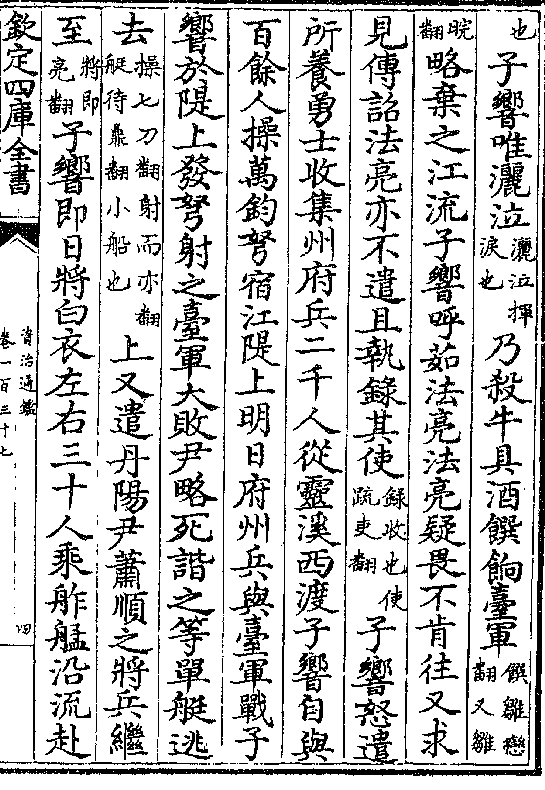 也子響唯灑泣灑泣揮淚也乃殺牛具酒饌餉臺軍饌雛戀翻又雛
晥翻略棄之江流子響呼茹法亮法亮疑畏不肯往又求
見傳詔法亮亦不遣且執錄其使錄收也使疏吏翻子響怒遣
所養勇士收集州府兵二千人從靈溪西渡子響自與
百餘人操萬鈞弩宿江隄上明日府州兵與臺軍戰子
響於隄上發弩射之臺軍大敗尹略死諧之等單艇逃
去操七刀翻射而亦翻艇待鼎翻小船也上又遣丹陽尹蕭順之將兵繼
至將即亮翻子響即日將白衣左右三十人乘舴艋沿流赴
欽定四庫全書
資治通鑑
卷一百三十七
四